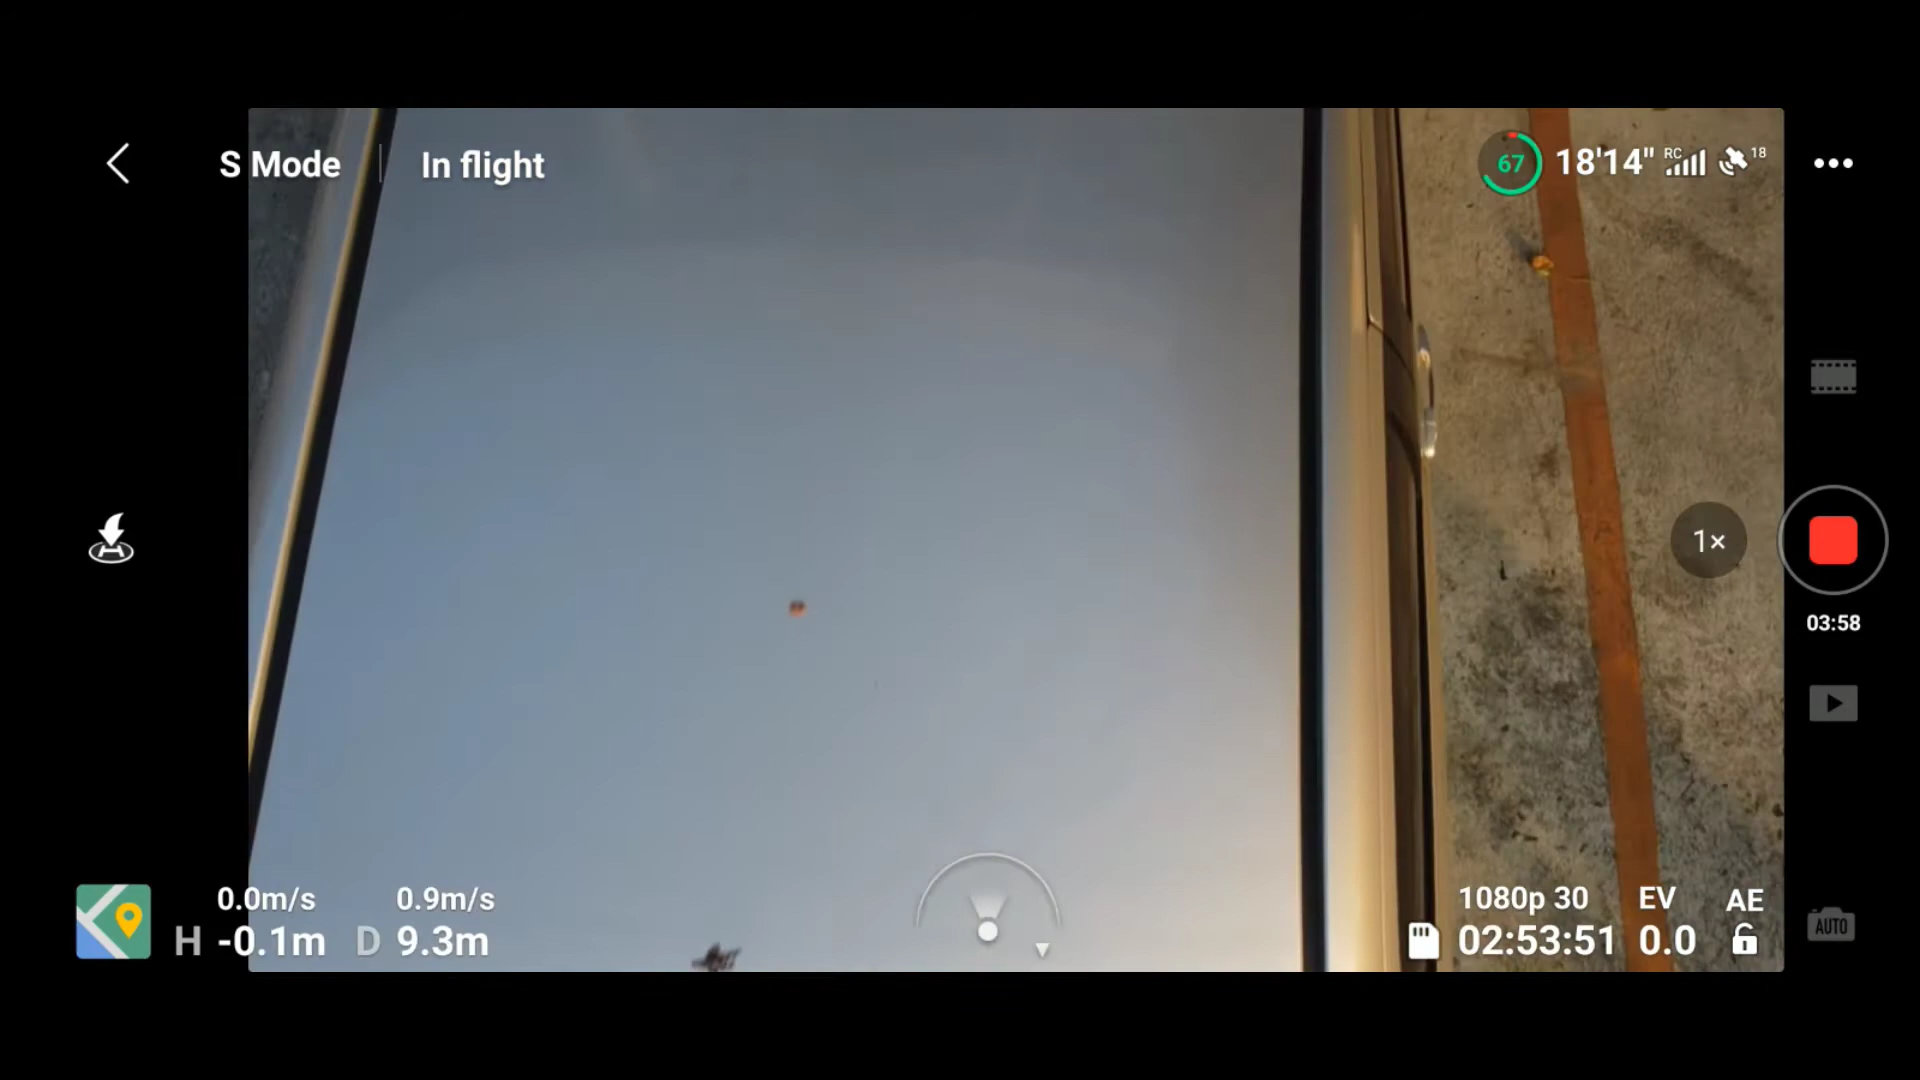 S Mode
In flight
67
18'14"
RC
18
1×
03:58
0.0m/s
0.9m/s
H -0.1m
D 9.3m
1080p 30
EV
AE
02:53:51
0.0
AUTO